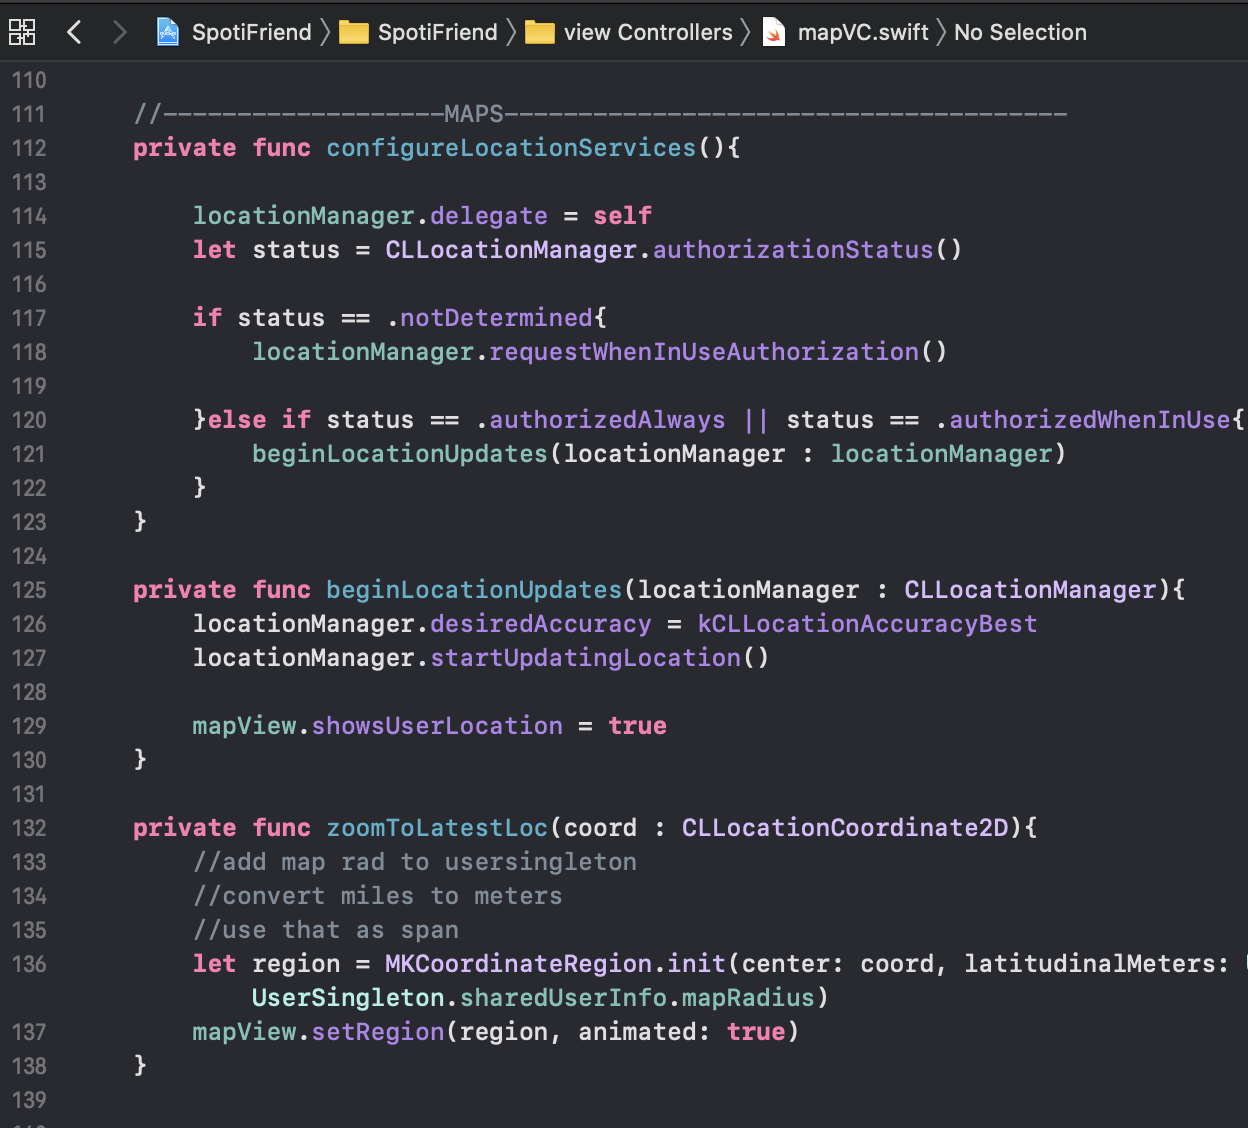 SpotiFriend SpotiFriend view Controllers mapVC.swift No Selection
110
111 //-------------------MAPS--------------------------------------
112 private func configureLocationServices(){
113
114 locationManager.delegate = self
115 let status = CLLocationManager.authorizationStatus()
116
117 if status == .notDetermined{
118 locationManager.requestWhenInUseAuthorization()
119
120 }else if status == .authorizedAlways || status == .authorizedWhenInUse{
121 beginLocationUpdates(locationManager : locationManager)
122 }
123 }
124
125 private func beginLocationUpdates(locationManager : CLLocationManager){
126 locationManager.desiredAccuracy = kCLLocationAccuracyBest
127 locationManager.startUpdatingLocation()
128
129 mapView.showsUserLocation = true
130 }
131
132 private func zoomToLatestLoc(coord : CLLocationCoordinate2D){
133 //add map rad to usersingleton
134 //convert miles to meters
135 //use that as span
136 let region = MKCoordinateRegion.init(center: coord, latitudinalMeters:
UserSingleton.sharedUserInfo.mapRadius)
137 mapView.setRegion(region, animated: true)
138 }
139